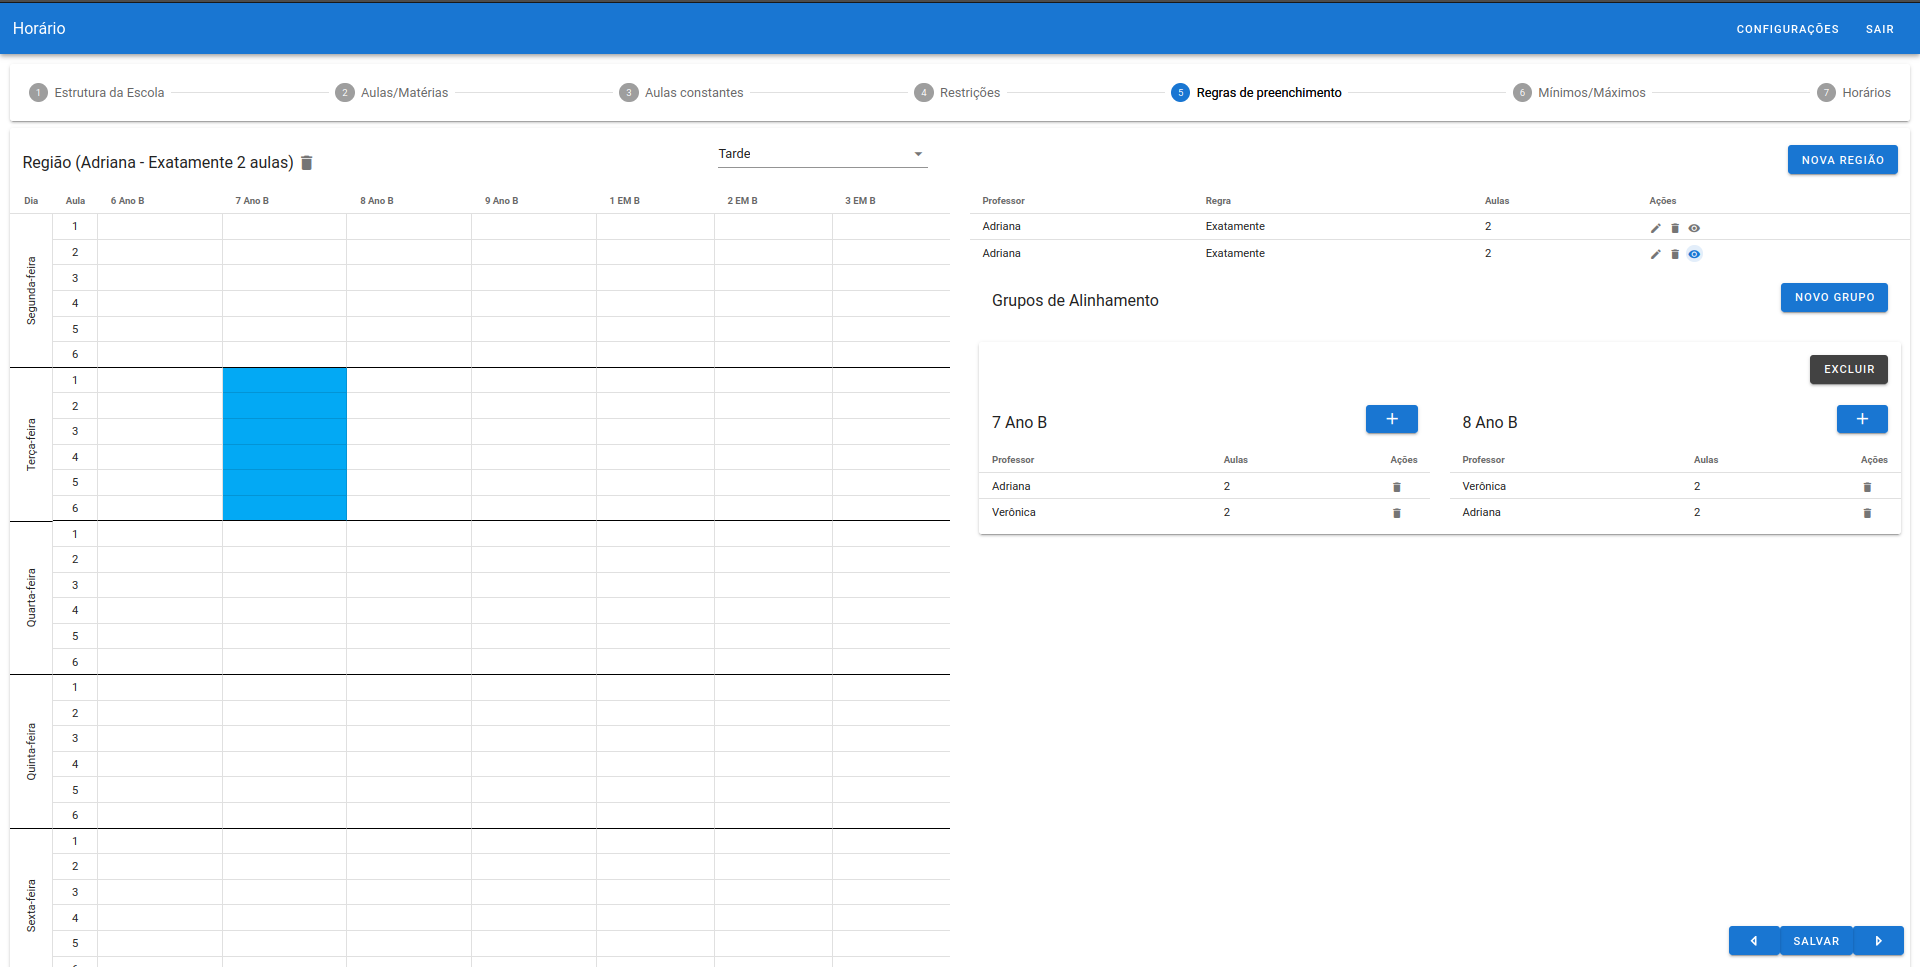 Horário
CONFIGURAÇÕES SAIR
1 Estrutura da Escola 2 Aulas/Matérias 3 Aulas constantes 4 Restrições 5 Regras de preenchimento 6 Mínimos/Máximos 7 Horários
Região (Adriana - Exatamente 2 aulas)
Tarde
Dia Aula 6 Ano B 7 Ano B 8 Ano B 9 Ano B 1 EM B 2 EM B 3 EM B
Segunda-feira
1
2
3
4
5
6
Terça-feira
1
2
3
4
5
6
Quarta-feira
1
2
3
4
5
6
Quinta-feira
1
2
3
4
5
6
Sexta-feira
1
2
3
4
5
NOVA REGIÃO
Professor Regra Aulas Ações
Adriana Exatamente 2
Adriana Exatamente 2
Grupos de Alinhamento
NOVO GRUPO
EXCLUIR
7 Ano B +
Professor Aulas Ações
Adriana 2
Verônica 2
8 Ano B +
Professor Aulas Ações
Verônica 2
Adriana 2
SALVAR